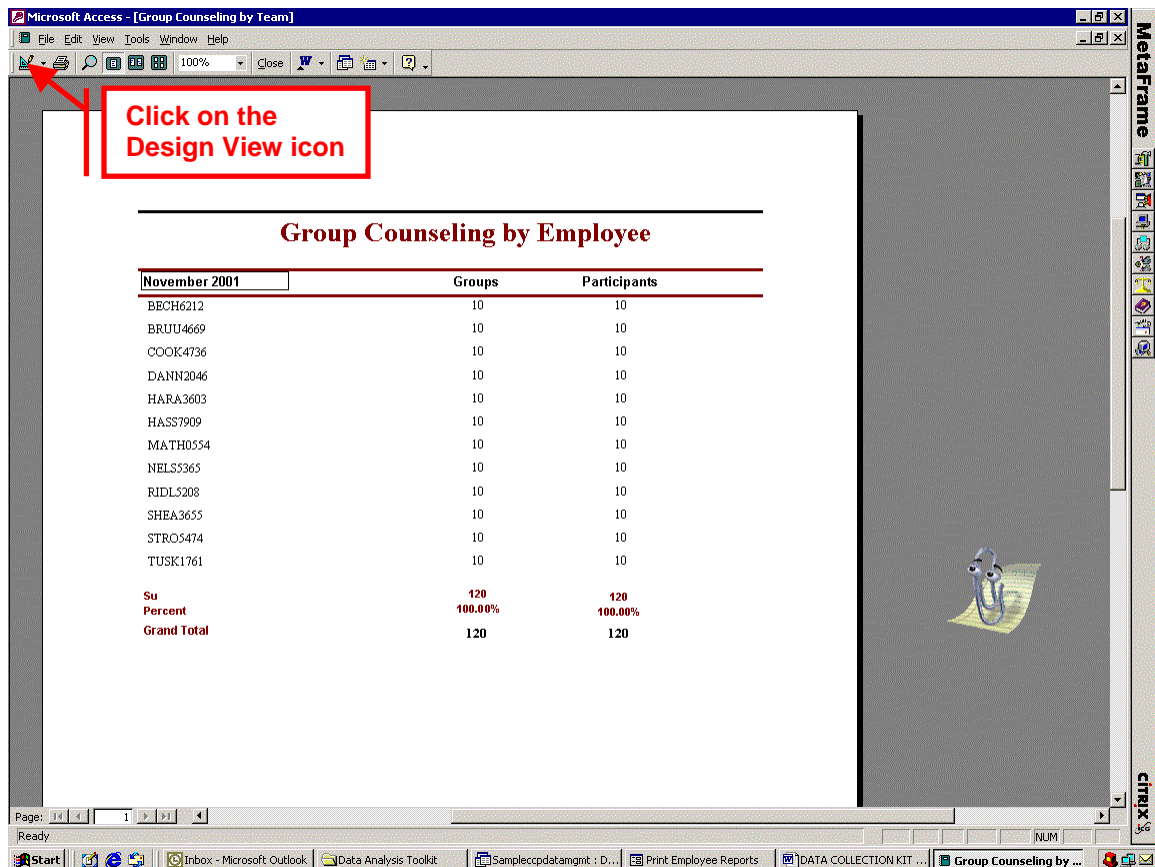 Microsoft Access - [Group Counseling by Team]
File Edit View Tools Window Help
100% Close
Click on the
Design View icon
Group Counseling by Employee
November 2001 Groups Participants
BECH6212 10 10
BRUU4669 10 10
COOK4736 10 10
DANN2046 10 10
HARA3603 10 10
HASS7909 10 10
MATH0554 10 10
NELS5365 10 10
RIDL5208 10 10
SHEA3655 10 10
STRO5474 10 10
TUSK1761 10 10
Su 120 120
Percent 100.00% 100.00%
Grand Total 120 120
Page: 1
Ready NUM
Start Inbox - Microsoft Outlook Data Analysis Toolkit Sampleccpdatamgmt : D... Print Employee Reports DATA COLLECTION KIT ... Group Counseling by ...
MetaFrame
CITRIX